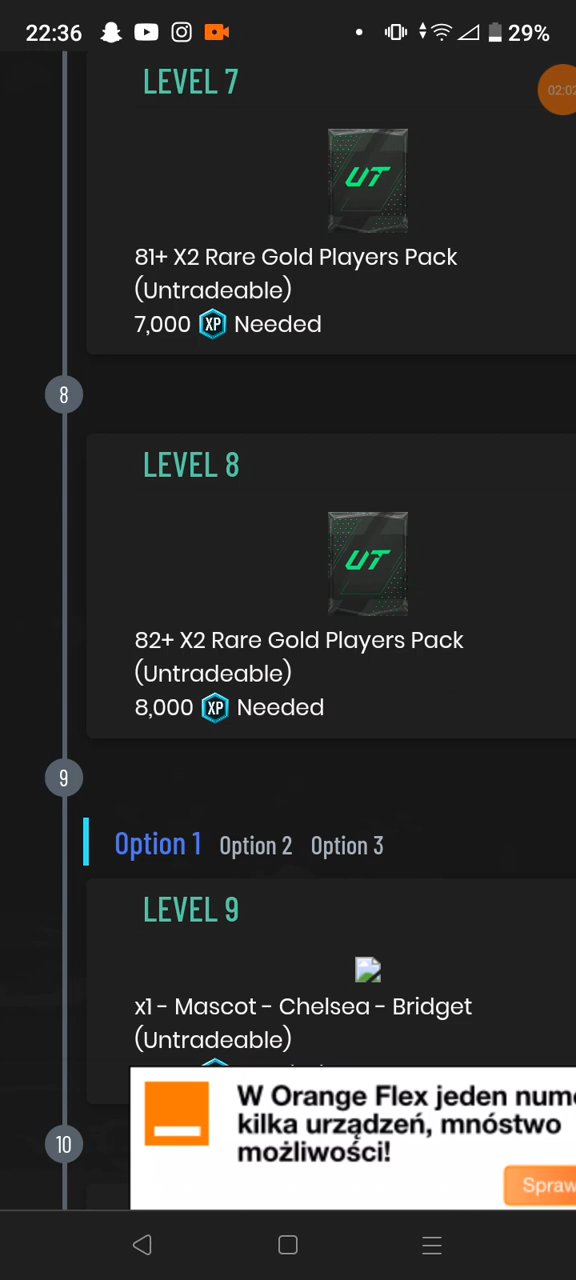 22:36
29%
02:02
LEVEL 7
UT
81+ X2 Rare Gold Players Pack
(Untradeable)
7,000 XP Needed
8
LEVEL 8
UT
82+ X2 Rare Gold Players Pack
(Untradeable)
8,000 XP Needed
9
Option 1 Option 2 Option 3
LEVEL 9
x1 - Mascot - Chelsea - Bridget
(Untradeable)
10
W Orange Flex jeden nume
kilka urządzeń, mnóstwo
możliwości!
Spraw